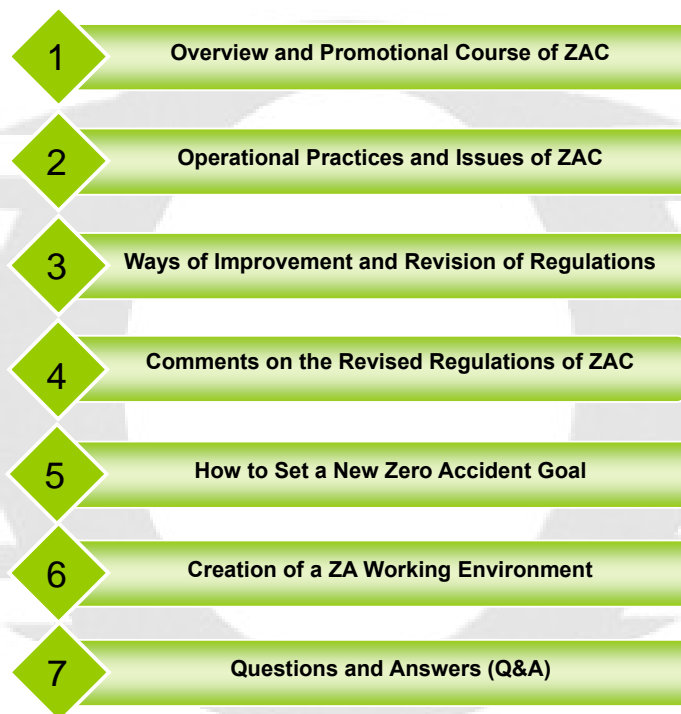 1 Overview and Promotional Course of ZAC
2 Operational Practices and Issues of ZAC
3 Ways of Improvement and Revision of Regulations
4 Comments on the Revised Regulations of ZAC
5 How to Set a New Zero Accident Goal
6 Creation of a ZA Working Environment
7 Questions and Answers (Q&A)